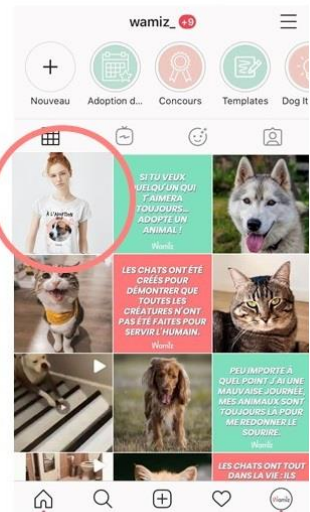 wamiz_ +9
Nouveau
Adoption d...
Concours
Templates
Dog It
À L'ADOPTION
SI TU VEUX
QUELQU'UN QUI
T'AIMERA
TOUJOURS...
ADOPTE UN
ANIMAL !
Wamiz
LES CHATS ONT ÉTÉ
CRÉÉS POUR
DÉMONTRER QUE
TOUTES LES
CRÉATURES N'ONT
PAS ÉTÉ FAITES POUR
SERVIR L'HUMAIN.
Wamiz
PEU IMPORTE À
QUEL POINT J'AI UNE
MAUVAISE JOURNÉE,
MES ANIMAUX SONT
TOUJOURS LÀ POUR
ME REDONNER LE
SOURIRE.
Wamiz
LES CHATS ONT TOUT
DANS LA VIE : ILS
Wamiz